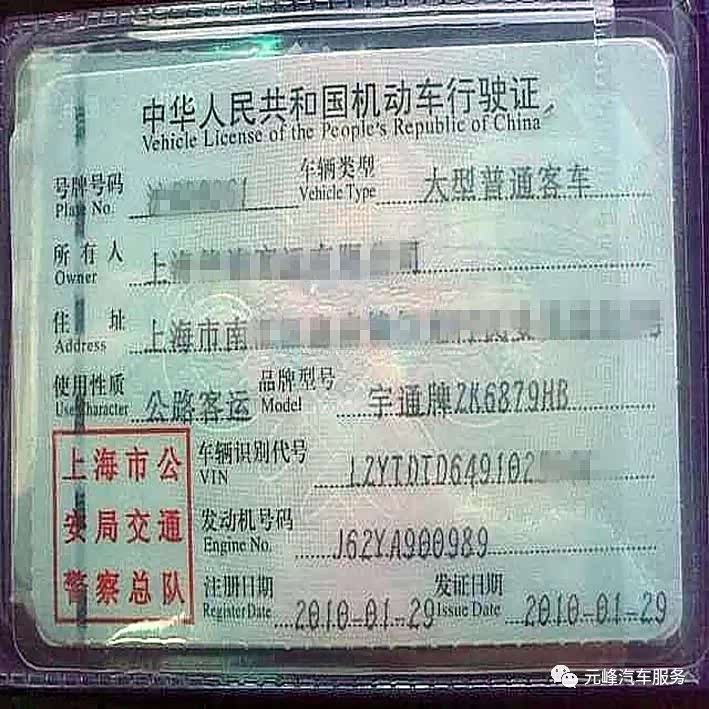 中华人民共和国机动车行驶证
Vehicle License of the People's Republic of China
号牌号码 车辆类型 大型普通客车
Plate No. Vehicle Type
所有人 上海
Owner
住址 上海市南
Address
使用性质 公路客运 品牌型号 宇通牌ZK6879HB
Use Character Model
车辆识别代号 LZYTDTD649102
VIN
发动机号码 J62YA900989
Engine No.
注册日期 2010-01-29 发证日期 2010-01-29
Register Date Issue Date
上海市公
安局交通
警察总队
元峰汽车服务